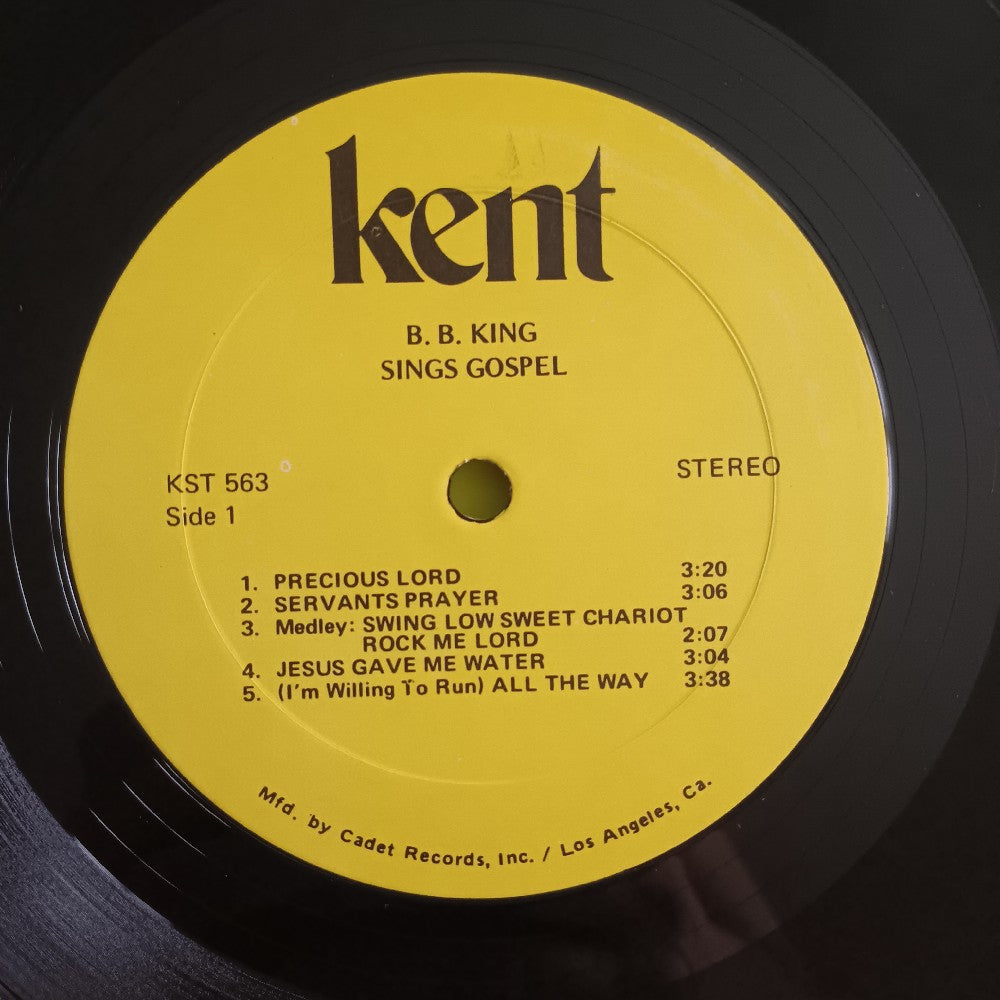 kent
B. B. KING
SINGS GOSPEL
KST 563
STEREO
Side 1
1. PRECIOUS LORD 3:20
2. SERVANTS PRAYER 3:06
3. Medley: SWING LOW SWEET CHARIOT
ROCK ME LORD 2:07
4. JESUS GAVE ME WATER 3:04
5. (I'm Willing To Run) ALL THE WAY 3:38
Mfd. by Cadet Records, Inc. / Los Angeles, Ca.